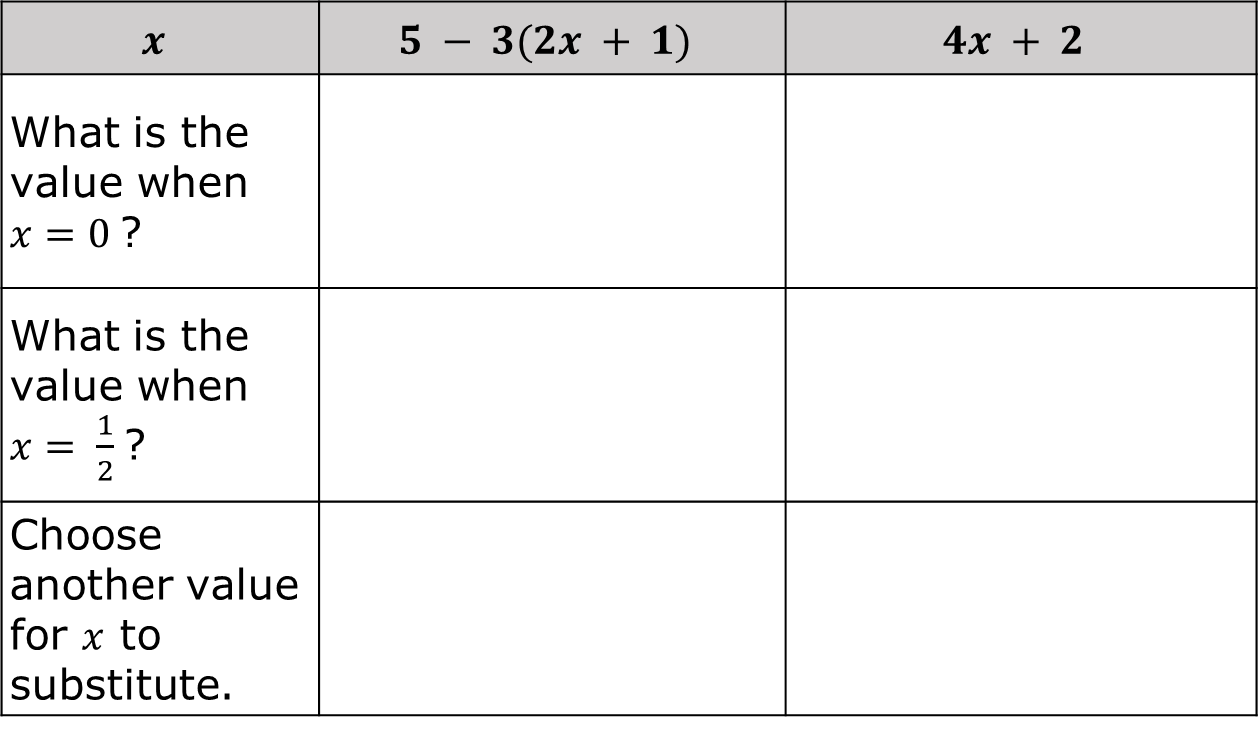 x 5 − 3(2x + 1) 4x + 2
What is the
value when
x = 0 ?
What is the
value when
x = 1/2 ?
Choose
another value
for x to
substitute.